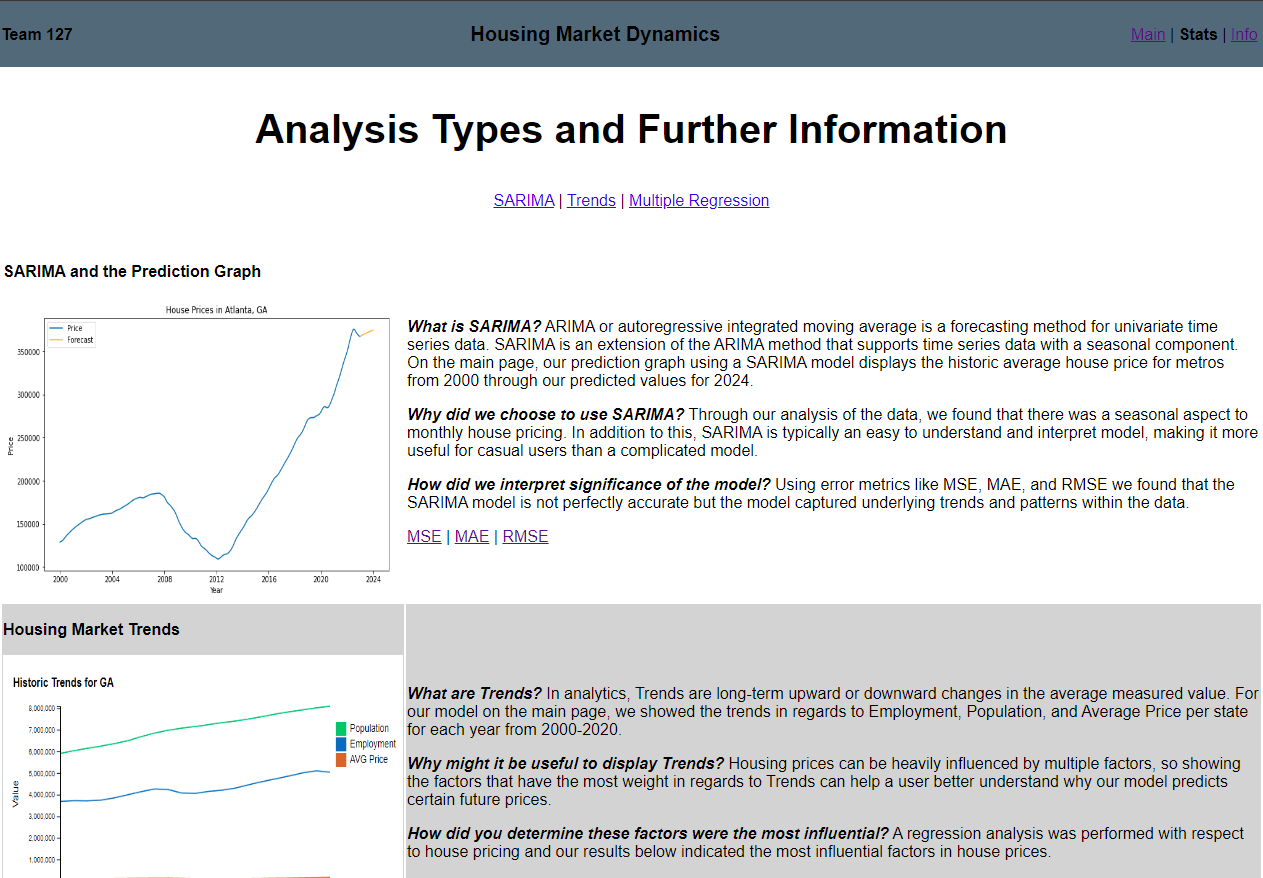 Team 127
Housing Market Dynamics
Main | Stats | Info
Analysis Types and Further Information
SARIMA | Trends | Multiple Regression
SARIMA and the Prediction Graph
House Prices in Atlanta, GA
Price
Forecast
350000
300000
250000
200000
150000
100000
Price
2000 2004 2008 2012 2016 2020 2024
Year
What is SARIMA? ARIMA or autoregressive integrated moving average is a forecasting method for univariate time
series data. SARIMA is an extension of the ARIMA method that supports time series data with a seasonal component.
On the main page, our prediction graph using a SARIMA model displays the historic average house price for metros
from 2000 through our predicted values for 2024.
Why did we choose to use SARIMA? Through our analysis of the data, we found that there was a seasonal aspect to
monthly house pricing. In addition to this, SARIMA is typically an easy to understand and interpret model, making it more
useful for casual users than a complicated model.
How did we interpret significance of the model? Using error metrics like MSE, MAE, and RMSE we found that the
SARIMA model is not perfectly accurate but the model captured underlying trends and patterns within the data.
MSE | MAE | RMSE
Housing Market Trends
Historic Trends for GA
8,000,000
7,000,000
6,000,000
5,000,000
4,000,000
3,000,000
2,000,000
1,000,000
Value
Population
Employment
AVG Price
What are Trends? In analytics, Trends are long-term upward or downward changes in the average measured value. For
our model on the main page, we showed the trends in regards to Employment, Population, and Average Price per state
for each year from 2000-2020.
Why might it be useful to display Trends? Housing prices can be heavily influenced by multiple factors, so showing
the factors that have the most weight in regards to Trends can help a user better understand why our model predicts
certain future prices.
How did you determine these factors were the most influential? A regression analysis was performed with respect
to house pricing and our results below indicated the most influential factors in house prices.